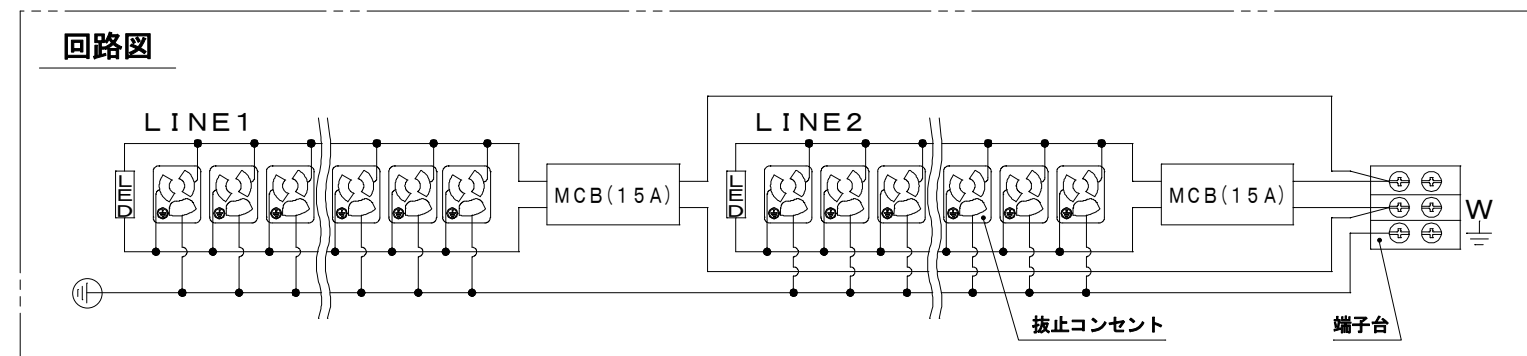 回路図
LINE1
LINE2
LED
MCB(15A)
LED
MCB(15A)
W
抜止コンセント
端子台